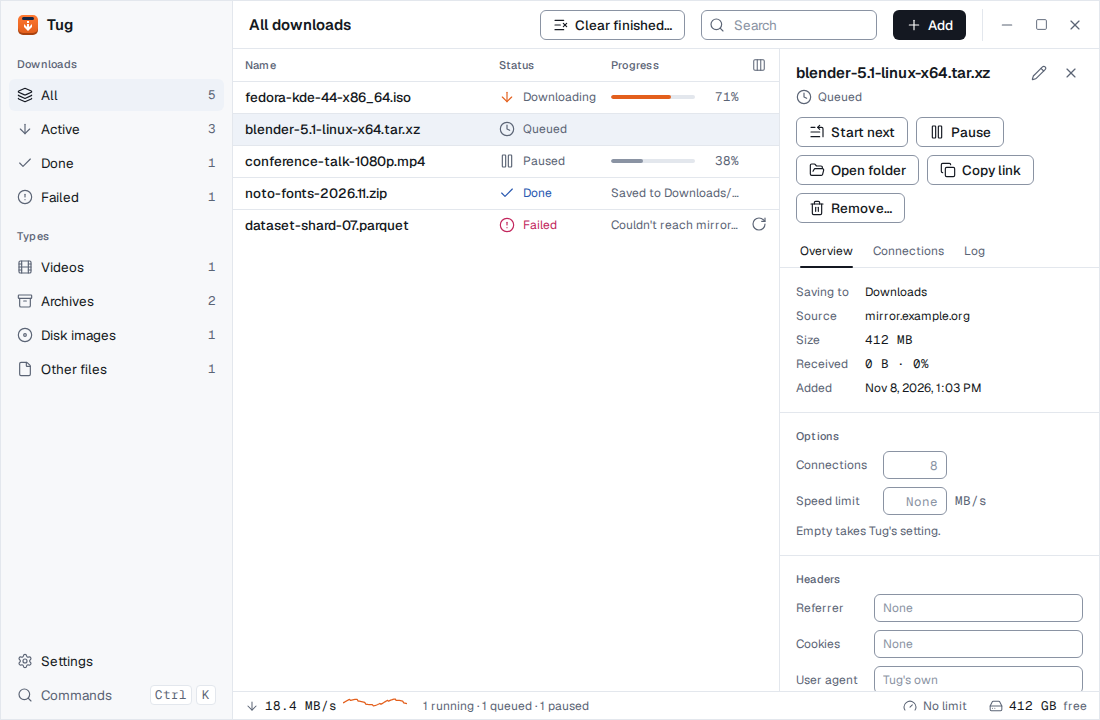 Tug
Downloads
All 5
Active 3
Done 1
Failed 1
Types
Videos 1
Archives 2
Disk images 1
Other files 1
Settings
Commands Ctrl K
All downloads
Clear finished…
Search
Add
Name Status Progress
fedora-kde-44-x86_64.iso Downloading 71%
blender-5.1-linux-x64.tar.xz Queued
conference-talk-1080p.mp4 Paused 38%
noto-fonts-2026.11.zip Done Saved to Downloads/…
dataset-shard-07.parquet Failed Couldn't reach mirror…
blender-5.1-linux-x64.tar.xz
Queued
Start next Pause
Open folder Copy link
Remove…
Overview Connections Log
Saving to Downloads
Source mirror.example.org
Size 412 MB
Received 0 B · 0%
Added Nov 8, 2026, 1:03 PM
Options
Connections 8
Speed limit None MB/s
Empty takes Tug's setting.
Headers
Referrer None
Cookies None
User agent Tug's own
18.4 MB/s 1 running · 1 queued · 1 paused No limit 412 GB free